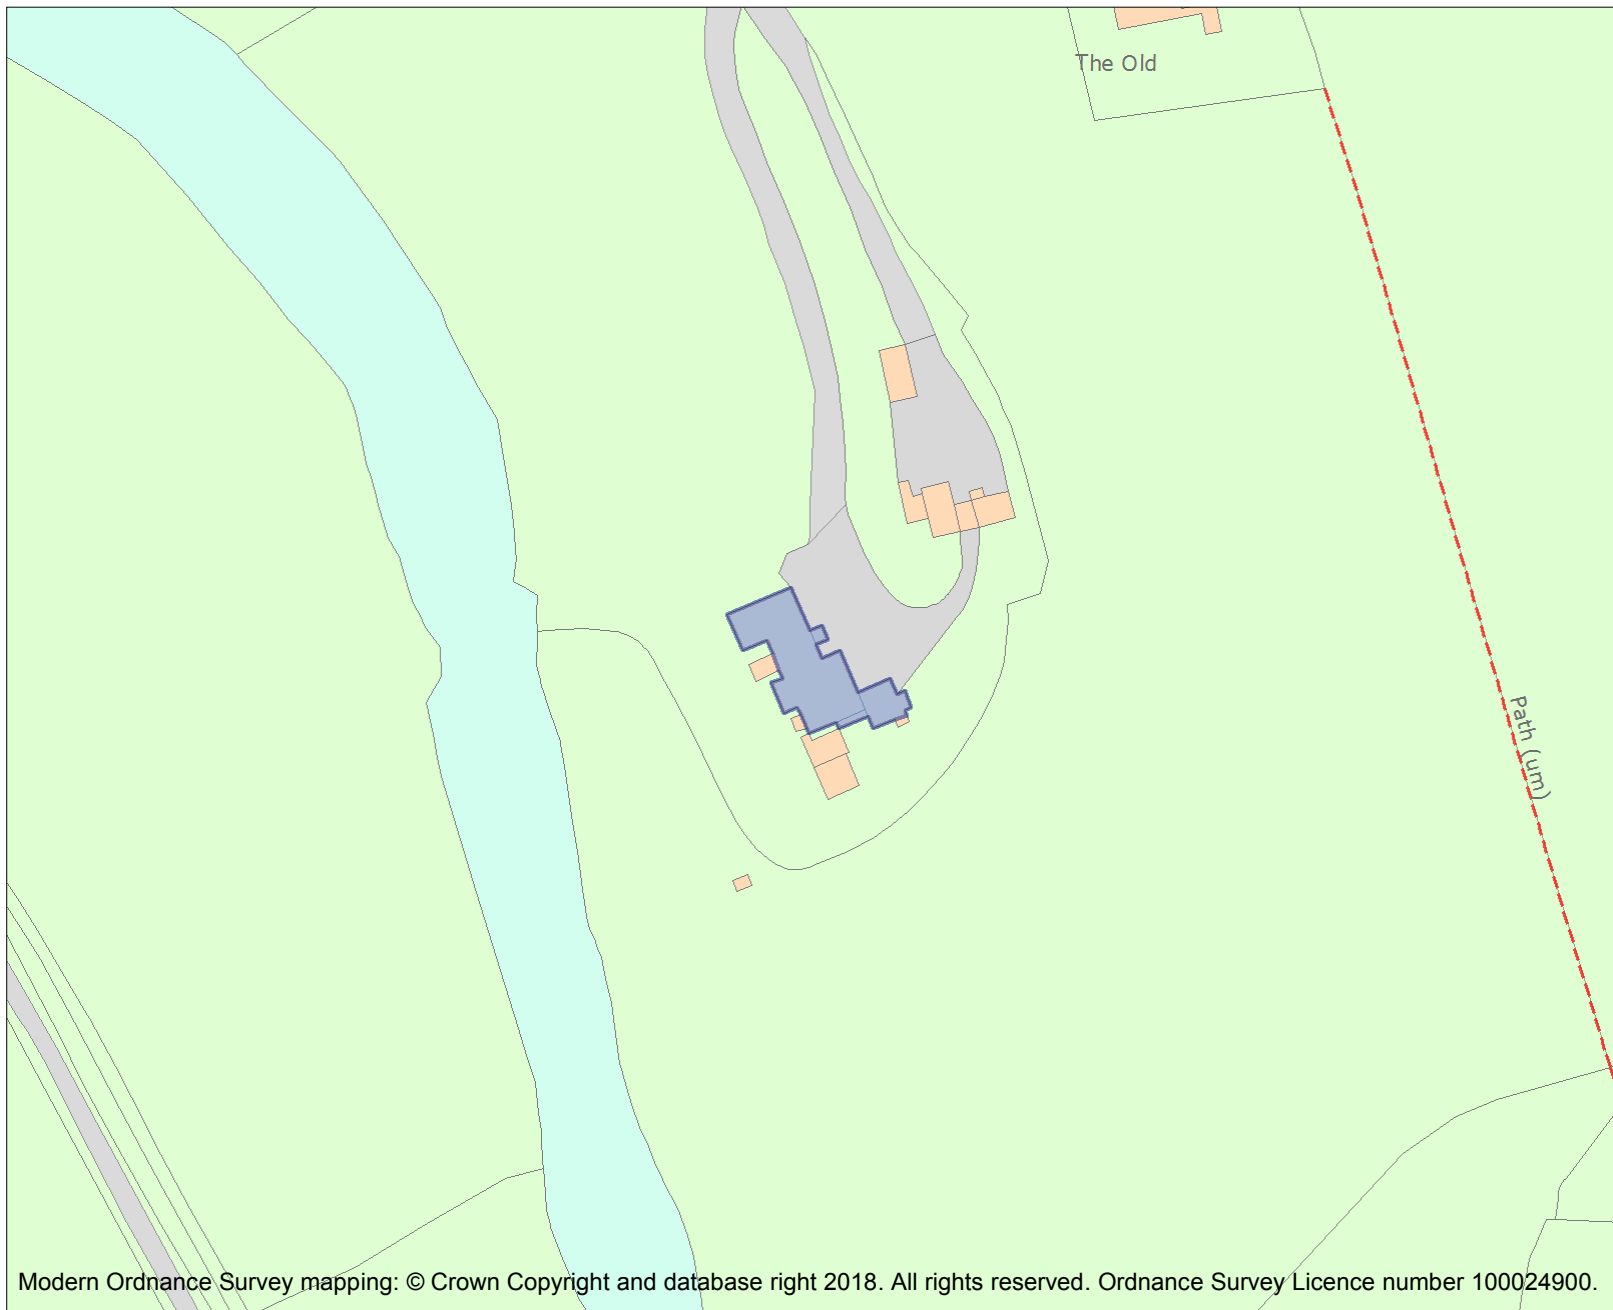 The Old
Path (um)
Modern Ordnance Survey mapping: © Crown Copyright and database right 2018. All rights reserved. Ordnance Survey Licence number 100024900.